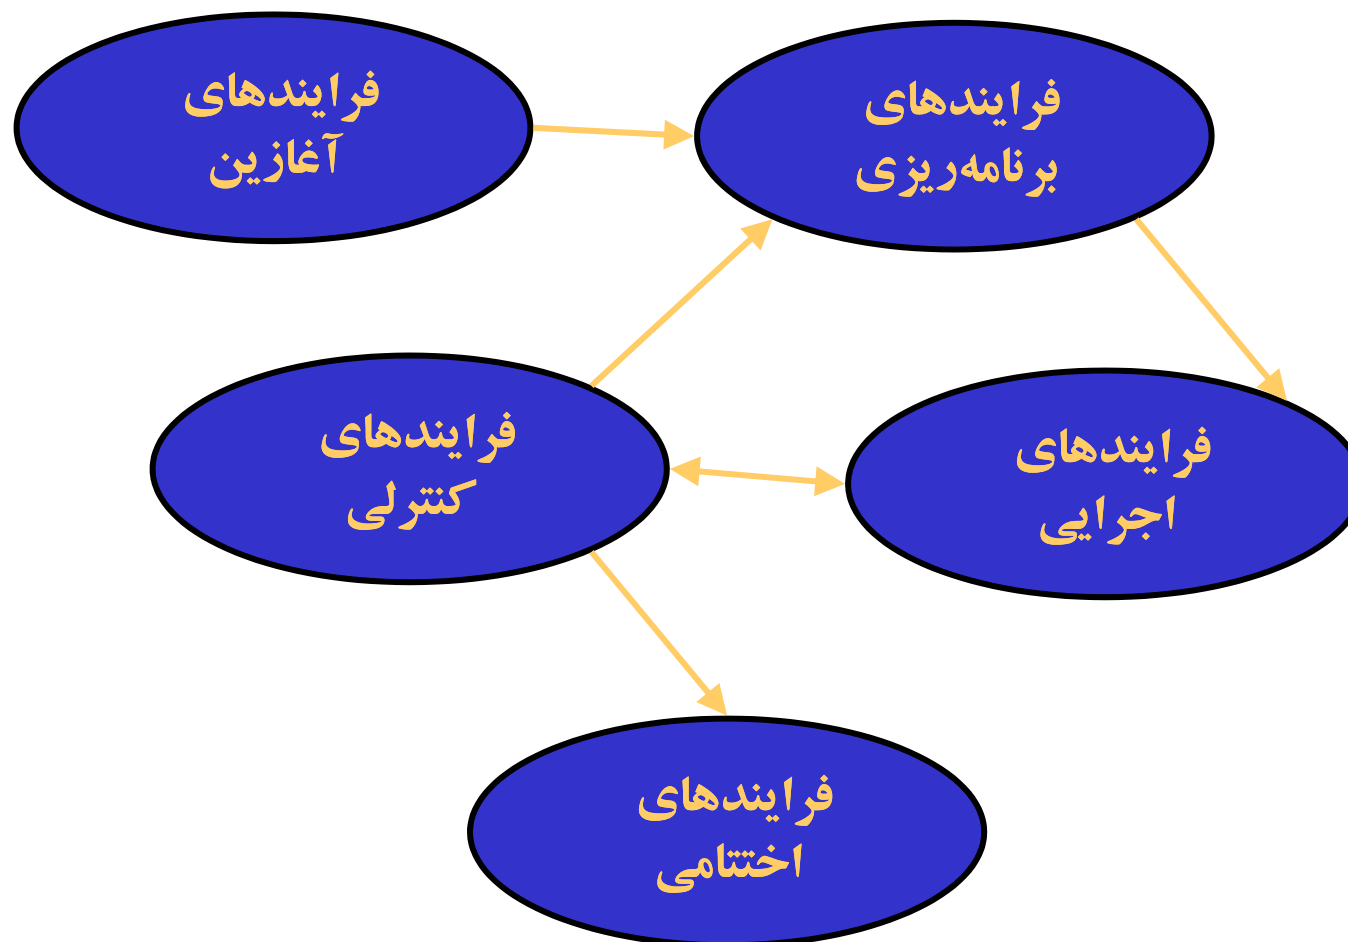 فرایندهای
آغازین
فرایندهای
برنامه‌ریزی
فرایندهای
کنترلی
فرایندهای
اجرایی
فرایندهای
اختتامی